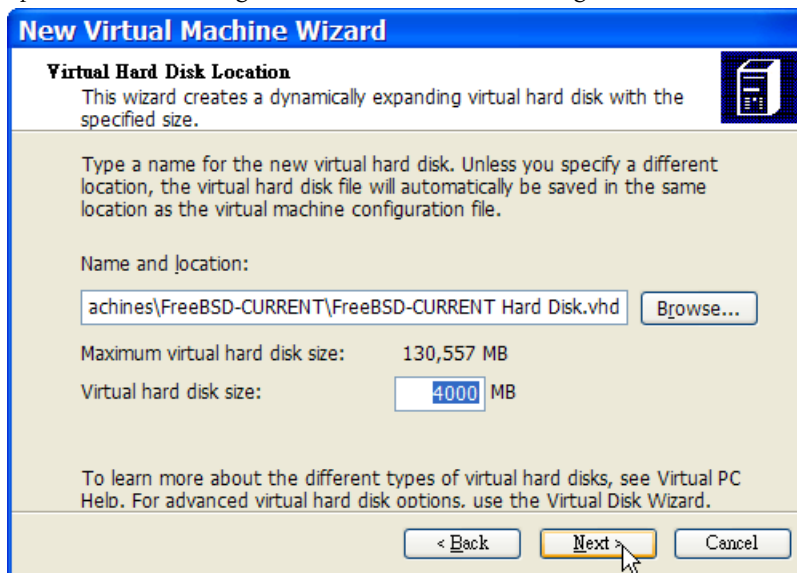 New Virtual Machine Wizard
Virtual Hard Disk Location
This wizard creates a dynamically expanding virtual hard disk with the
specified size.
Type a name for the new virtual hard disk. Unless you specify a different
location, the virtual hard disk file will automatically be saved in the same
location as the virtual machine configuration file.
Name and location:
achines\FreeBSD-CURRENT\FreeBSD-CURRENT Hard Disk.vhd
Browse...
Maximum virtual hard disk size: 130,557 MB
Virtual hard disk size: 4000 MB
To learn more about the different types of virtual hard disks, see Virtual PC
Help. For advanced virtual hard disk options, use the Virtual Disk Wizard.
< Back Next > Cancel